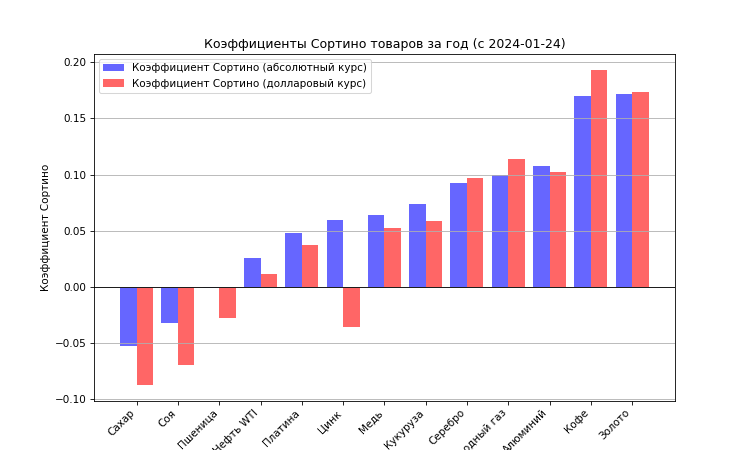 Коэффициенты Сортино товаров за год (с 2024-01-24)
Коэффициент Сортино (абсолютный курс)
Коэффициент Сортино (долларовый курс)
Коэффициент Сортино
0.20
0.15
0.10
0.05
0.00
−0.05
−0.10
Сахар
Соя
Пшеница
Нефть WTI
Платина
Цинк
Медь
Кукуруза
Серебро
одный газ
Алюминий
Кофе
Золото